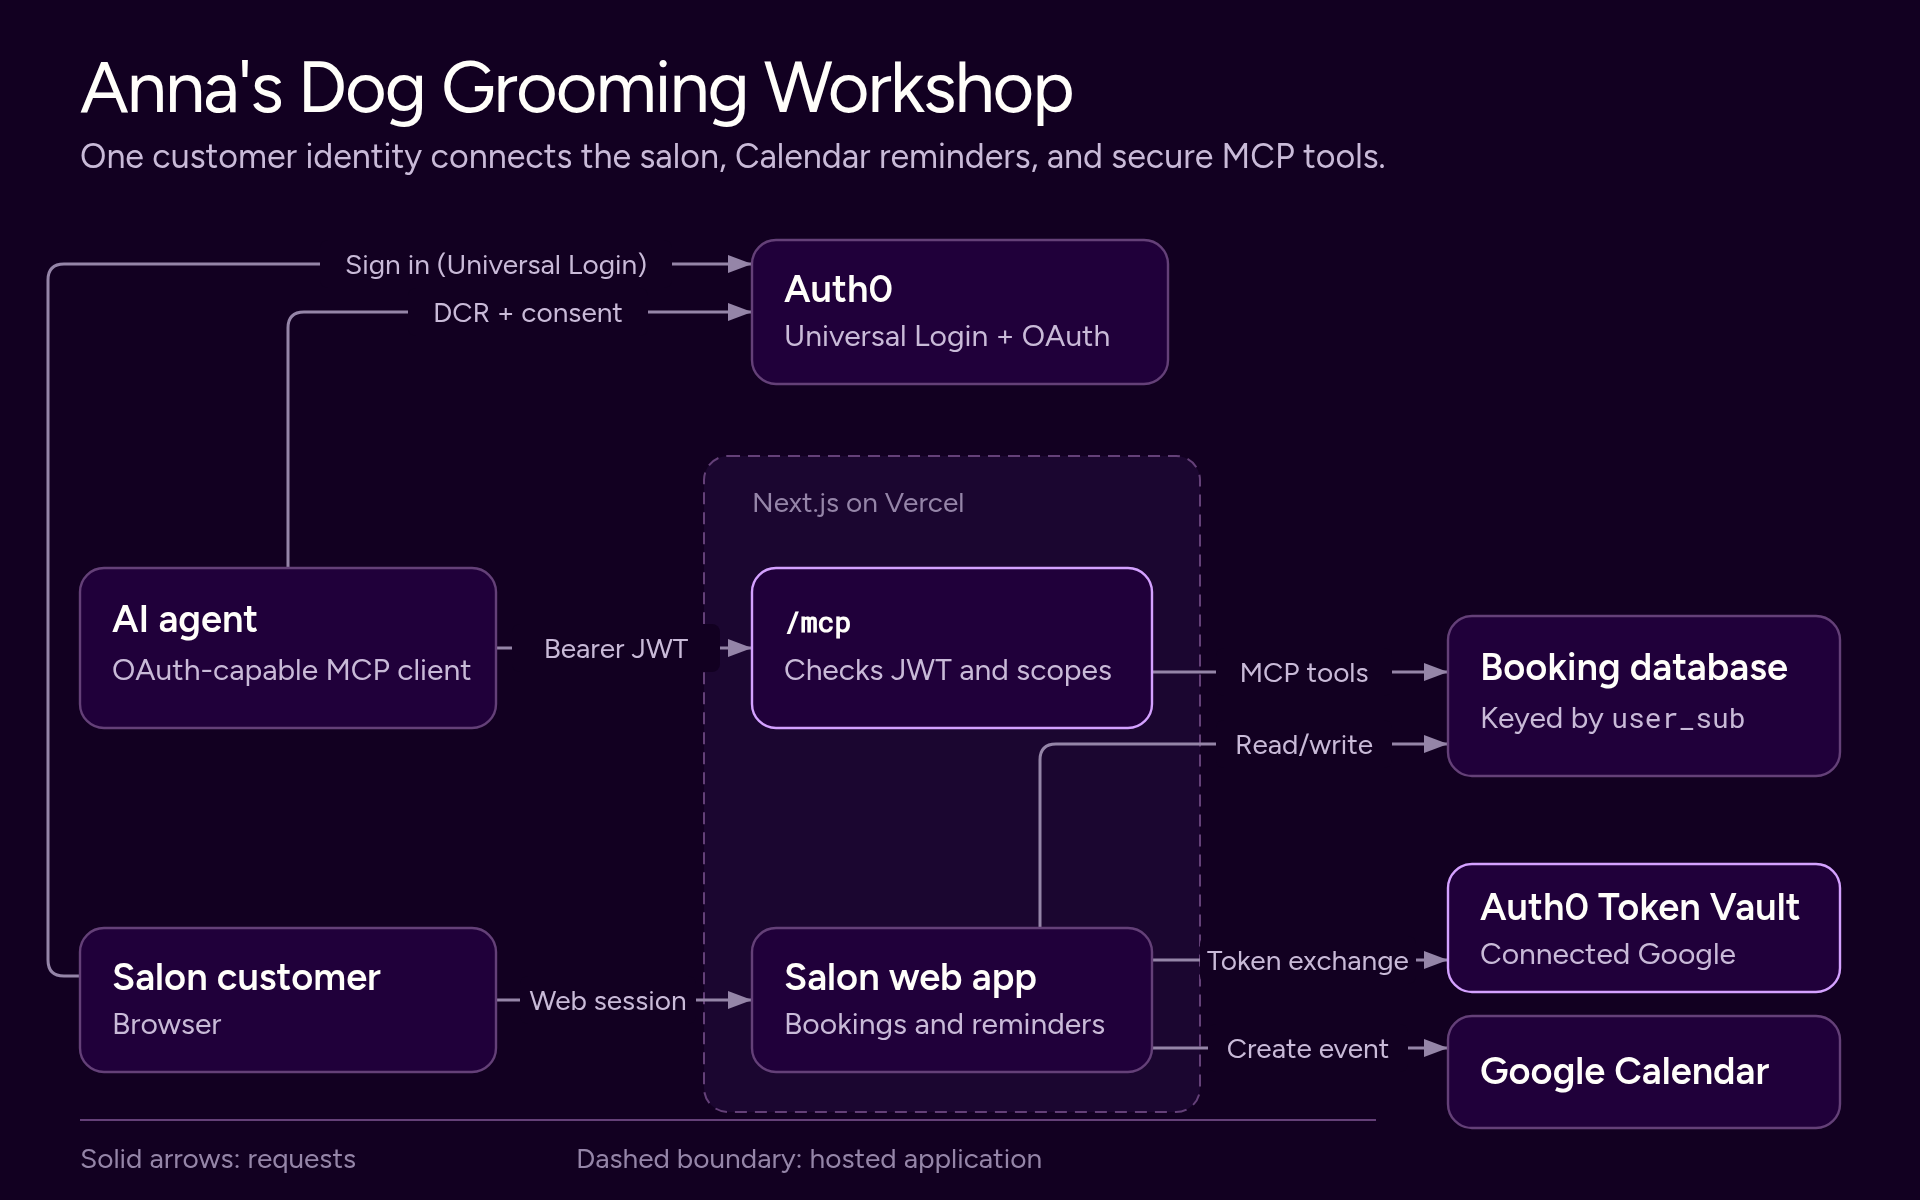 Anna's Dog Grooming Workshop
One customer identity connects the salon, Calendar reminders, and secure MCP tools.
Sign in (Universal Login)
DCR + consent
Auth0
Universal Login + OAuth
Next.js on Vercel
AI agent
OAuth-capable MCP client
Bearer JWT
/mcp
Checks JWT and scopes
MCP tools
Read/write
Booking database
Keyed by user_sub
Salon customer
Browser
Web session
Salon web app
Bookings and reminders
Token exchange
Create event
Auth0 Token Vault
Connected Google
Google Calendar
Solid arrows: requests
Dashed boundary: hosted application